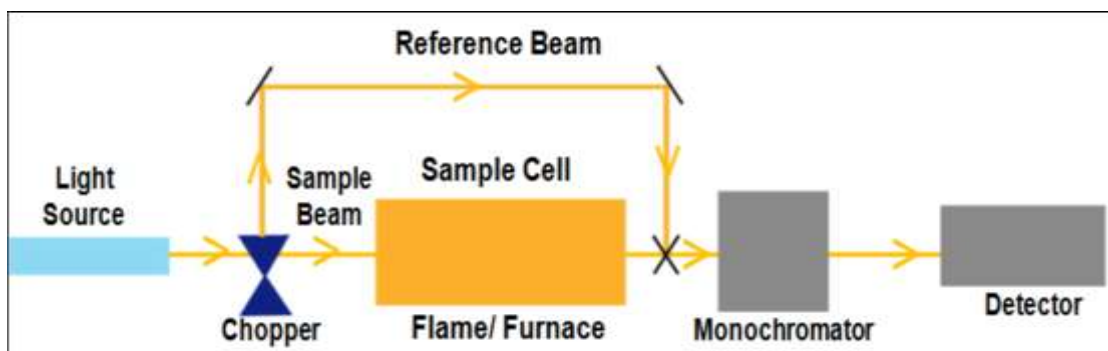 Reference Beam
Light
Source
Sample
Beam
Sample Cell
Chopper
Flame/ Furnace
Monochromator
Detector